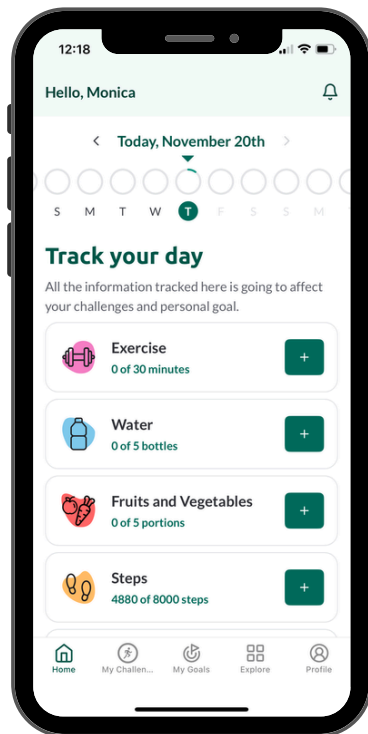 12:18
Hello, Monica
Today, November 20th
S M T W T F S S M
Track your day
All the information tracked here is going to affect
your challenges and personal goal.
Exercise
0 of 30 minutes
+
Water
0 of 5 bottles
+
Fruits and Vegetables
0 of 5 portions
+
Steps
4880 of 8000 steps
+
Home My Challen... My Goals Explore Profile